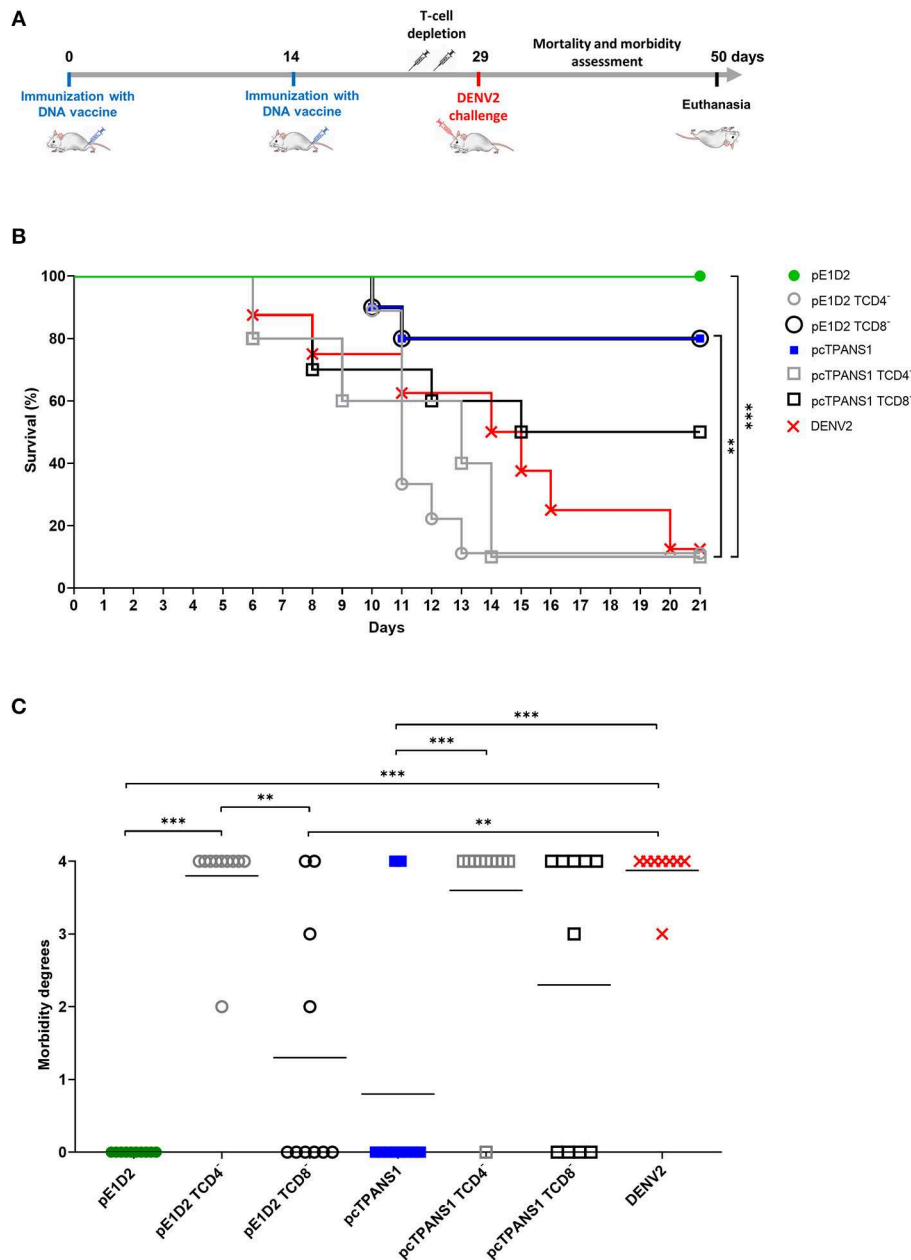 A
T-cell
depletion
0
14
29
Mortality and morbidity
assessment
50 days
Immunization with
DNA vaccine
Immunization with
DNA vaccine
DENV2
challenge
Euthanasia
B
Survival (%)
100
80
60
40
20
0
0 1 2 3 4 5 6 7 8 9 10 11 12 13 14 15 16 17 18 19 20 21
Days
**
***
pE1D2
pE1D2 TCD4⁻
pE1D2 TCD8⁻
pcTPANS1
pcTPANS1 TCD4⁻
pcTPANS1 TCD8⁻
DENV2
C
***
***
***
**
***
**
Morbidity degrees
4
3
2
1
0
pE1D2
pE1D2 TCD4⁻
pE1D2 TCD8⁻
pcTPANS1
pcTPANS1 TCD4⁻
pcTPANS1 TCD8⁻
DENV2